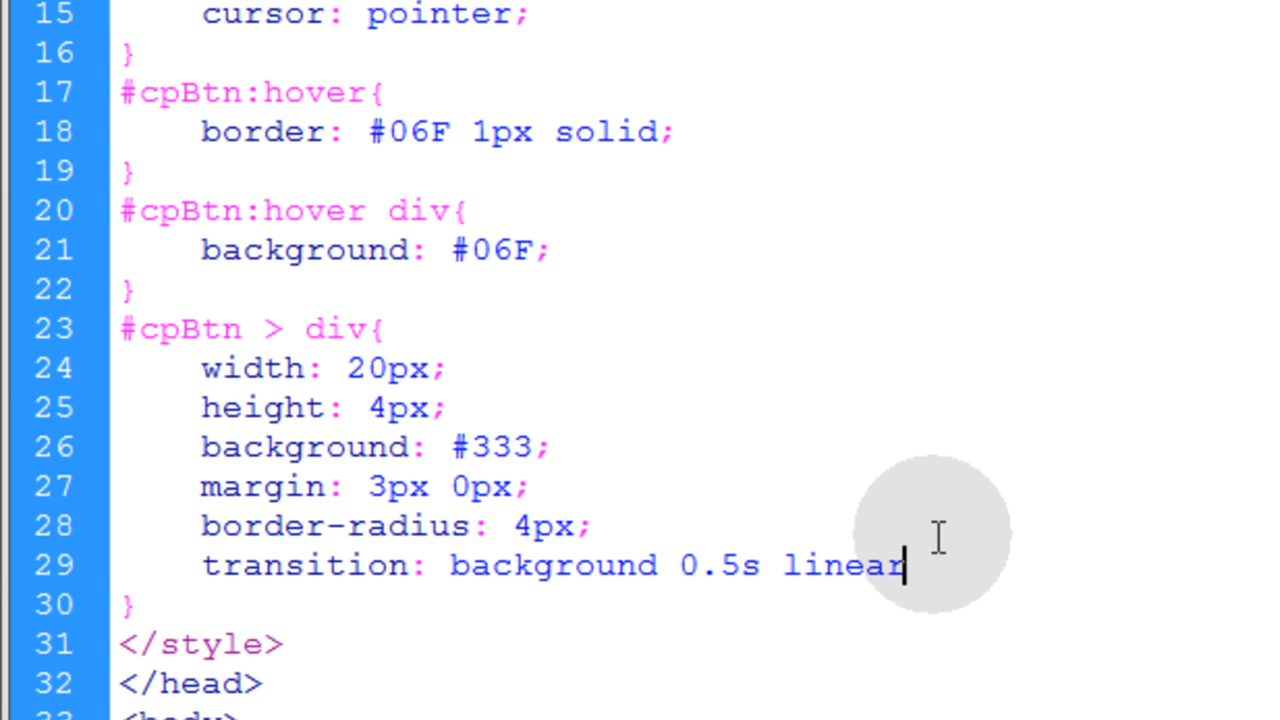 15 cursor: pointer;
16 }
17 #cpBtn:hover{
18 border: #06F 1px solid;
19 }
20 #cpBtn:hover div{
21 background: #06F;
22 }
23 #cpBtn > div{
24 width: 20px;
25 height: 4px;
26 background: #333;
27 margin: 3px 0px;
28 border-radius: 4px;
29 transition: background 0.5s linear
30 }
31 </style>
32 </head>
33 <body>